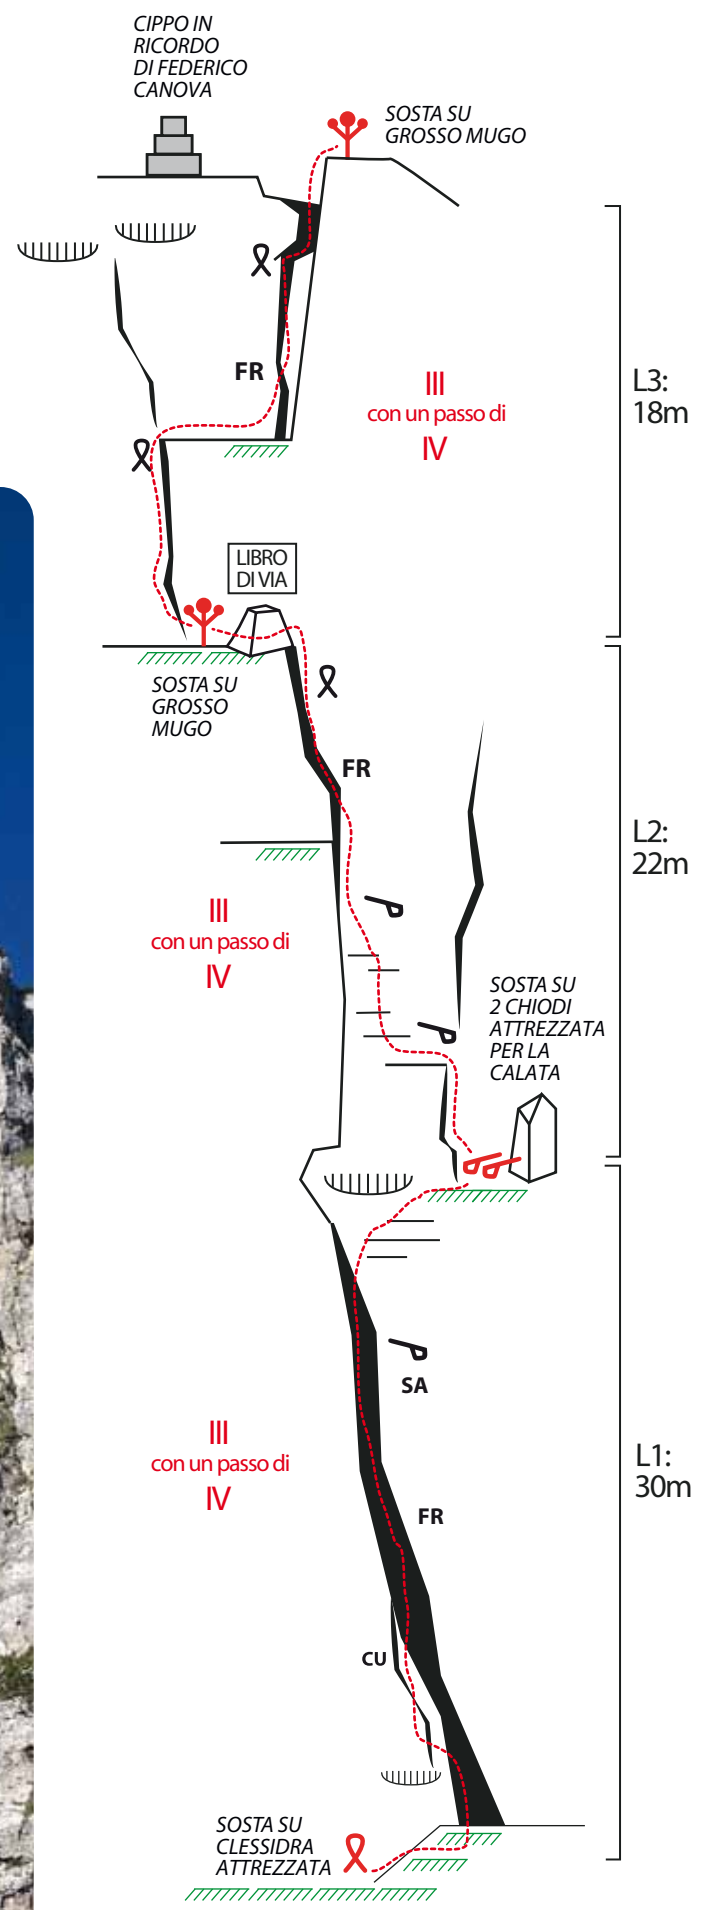 CIPPO IN
RICORDO
DI FEDERICO
CANOVA
SOSTA SU
GROSSO MUGO
FR
III
con un passo di
IV
L3:
18m
LIBRO
DI VIA
SOSTA SU
GROSSO
MUGO
FR
L2:
22m
III
con un passo di
IV
SOSTA SU
2 CHIODI
ATTREZZATA
PER LA
CALATA
SA
III
con un passo di
IV
L1:
30m
FR
CU
SOSTA SU
CLESSIDRA
ATTREZZATA